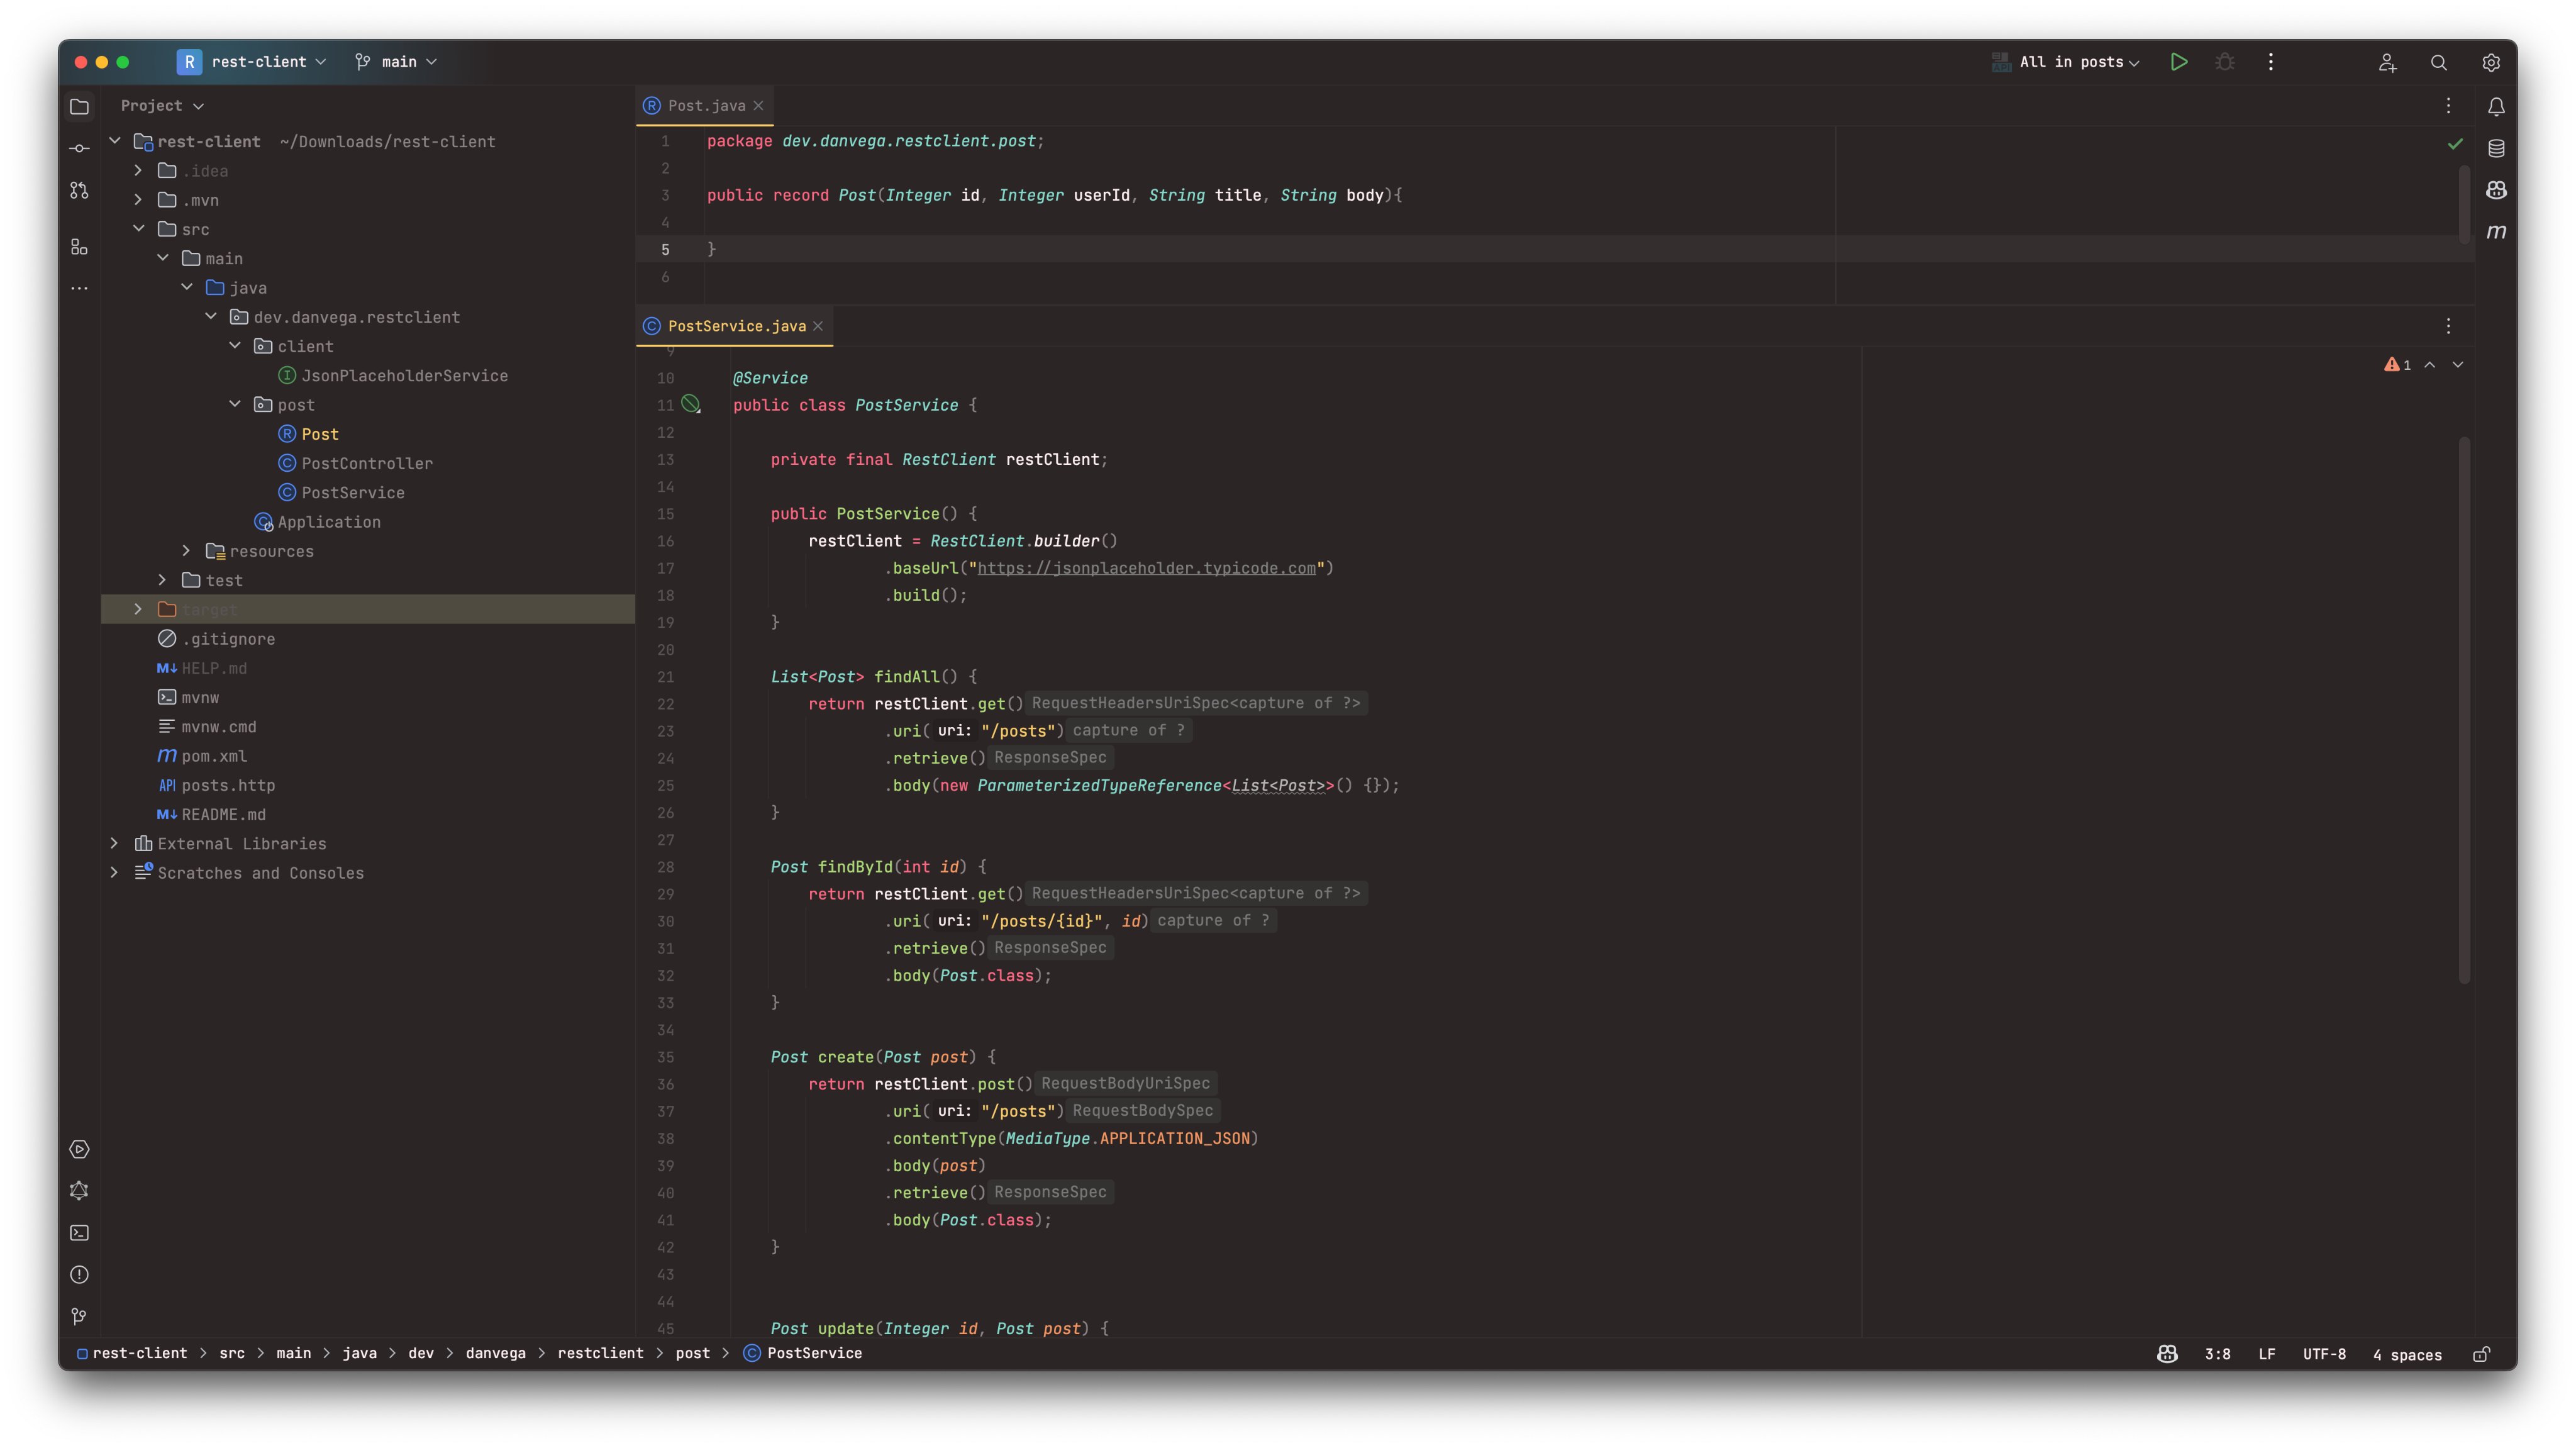 R rest-client main All in posts
Project
rest-client ~/Downloads/rest-client
.idea
.mvn
src
main
java
dev.danvega.restclient
client
JsonPlaceholderService
post
Post
PostController
PostService
Application
resources
test
target
.gitignore
HELP.md
mvnw
mvnw.cmd
pom.xml
API posts.http
README.md
External Libraries
Scratches and Consoles
Post.java
1 package dev.danvega.restclient.post;
2
3 public record Post(Integer id, Integer userId, String title, String body){
4
5 }
6
PostService.java
9
1
10 @Service
11 public class PostService {
12
13 private final RestClient restClient;
14
15 public PostService() {
16 restClient = RestClient.builder()
17 .baseUrl("https://jsonplaceholder.typicode.com")
18 .build();
19 }
20
21 List<Post> findAll() {
22 return restClient.get() RequestHeadersUriSpec<capture of ?>
23 .uri( uri: "/posts") capture of ?
24 .retrieve() ResponseSpec
25 .body(new ParameterizedTypeReference<List<Post>>() {});
26 }
27
28 Post findById(int id) {
29 return restClient.get() RequestHeadersUriSpec<capture of ?>
30 .uri( uri: "/posts/{id}", id) capture of ?
31 .retrieve() ResponseSpec
32 .body(Post.class);
33 }
34
35 Post create(Post post) {
36 return restClient.post() RequestBodyUriSpec
37 .uri( uri: "/posts") RequestBodySpec
38 .contentType(MediaType.APPLICATION_JSON)
39 .body(post)
40 .retrieve() ResponseSpec
41 .body(Post.class);
42 }
43
44
45 Post update(Integer id, Post post) {
rest-client > src > main > java > dev > danvega > restclient > post > PostService
3:8 LF UTF-8 4 spaces